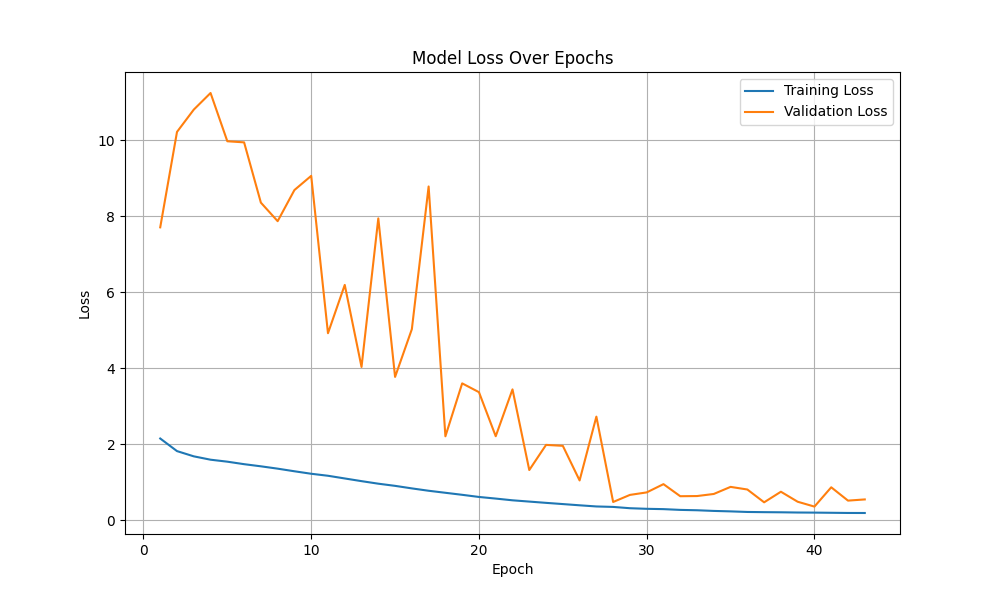 Model Loss Over Epochs
Training Loss
Validation Loss
10
8
6
4
2
0
Loss
0 10 20 30 40
Epoch